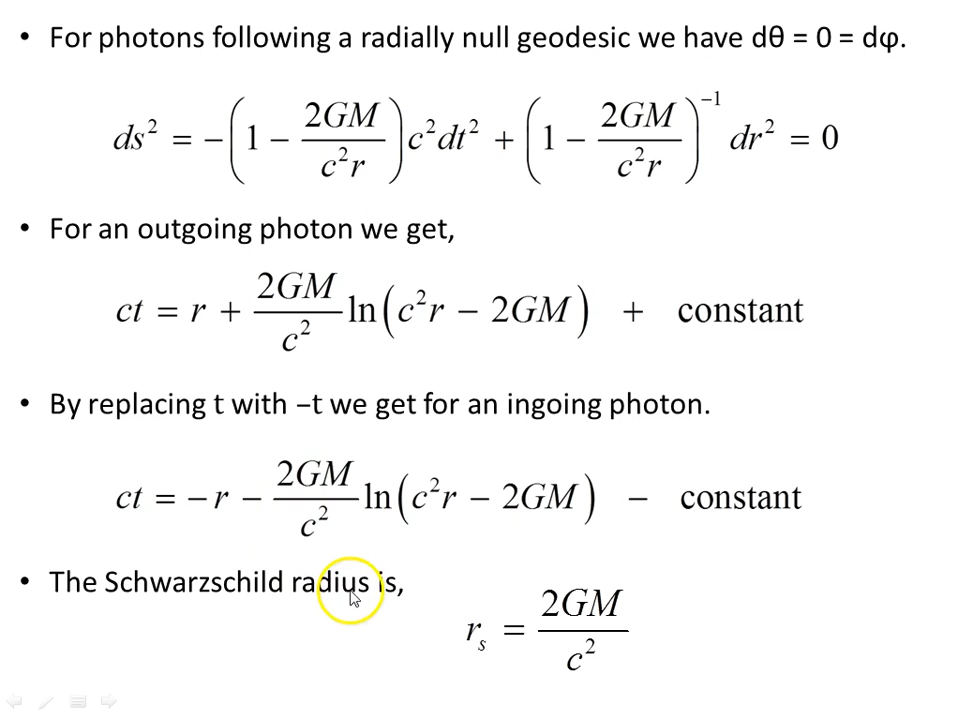 • For photons following a radially null geodesic we have dθ = 0 = dφ.
ds² = −(1 − 2GM/c²r)c²dt² + (1 − 2GM/c²r)⁻¹ dr² = 0
• For an outgoing photon we get,
ct = r + 2GM/c² ln(c²r − 2GM) + constant
• By replacing t with −t we get for an ingoing photon.
ct = −r − 2GM/c² ln(c²r − 2GM) − constant
• The Schwarzschild radius is,
rₛ = 2GM/c²